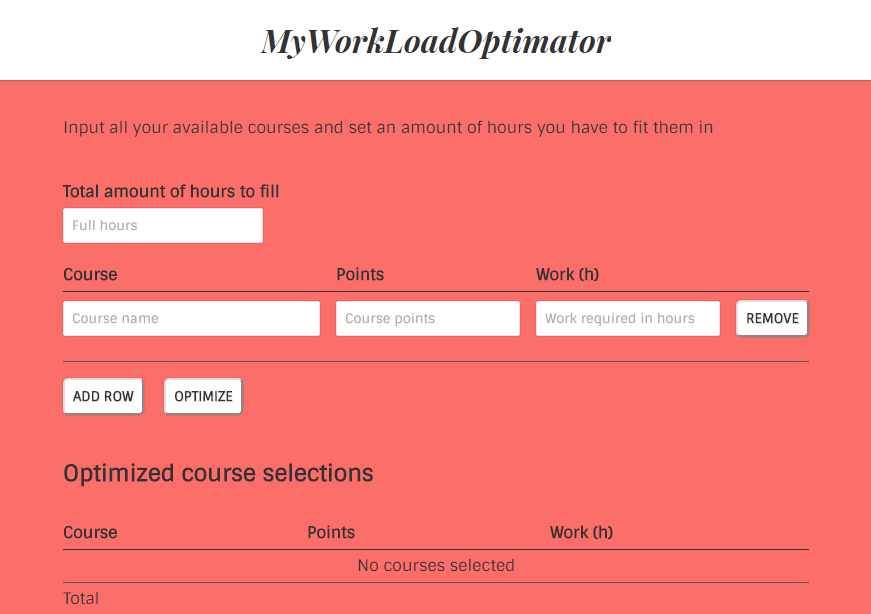 MyWorkLoadOptimator
Input all your available courses and set an amount of hours you have to fit them in
Total amount of hours to fill
Full hours
Course Points Work (h)
Course name Course points Work required in hours REMOVE
ADD ROW OPTIMIZE
Optimized course selections
Course Points Work (h)
No courses selected
Total